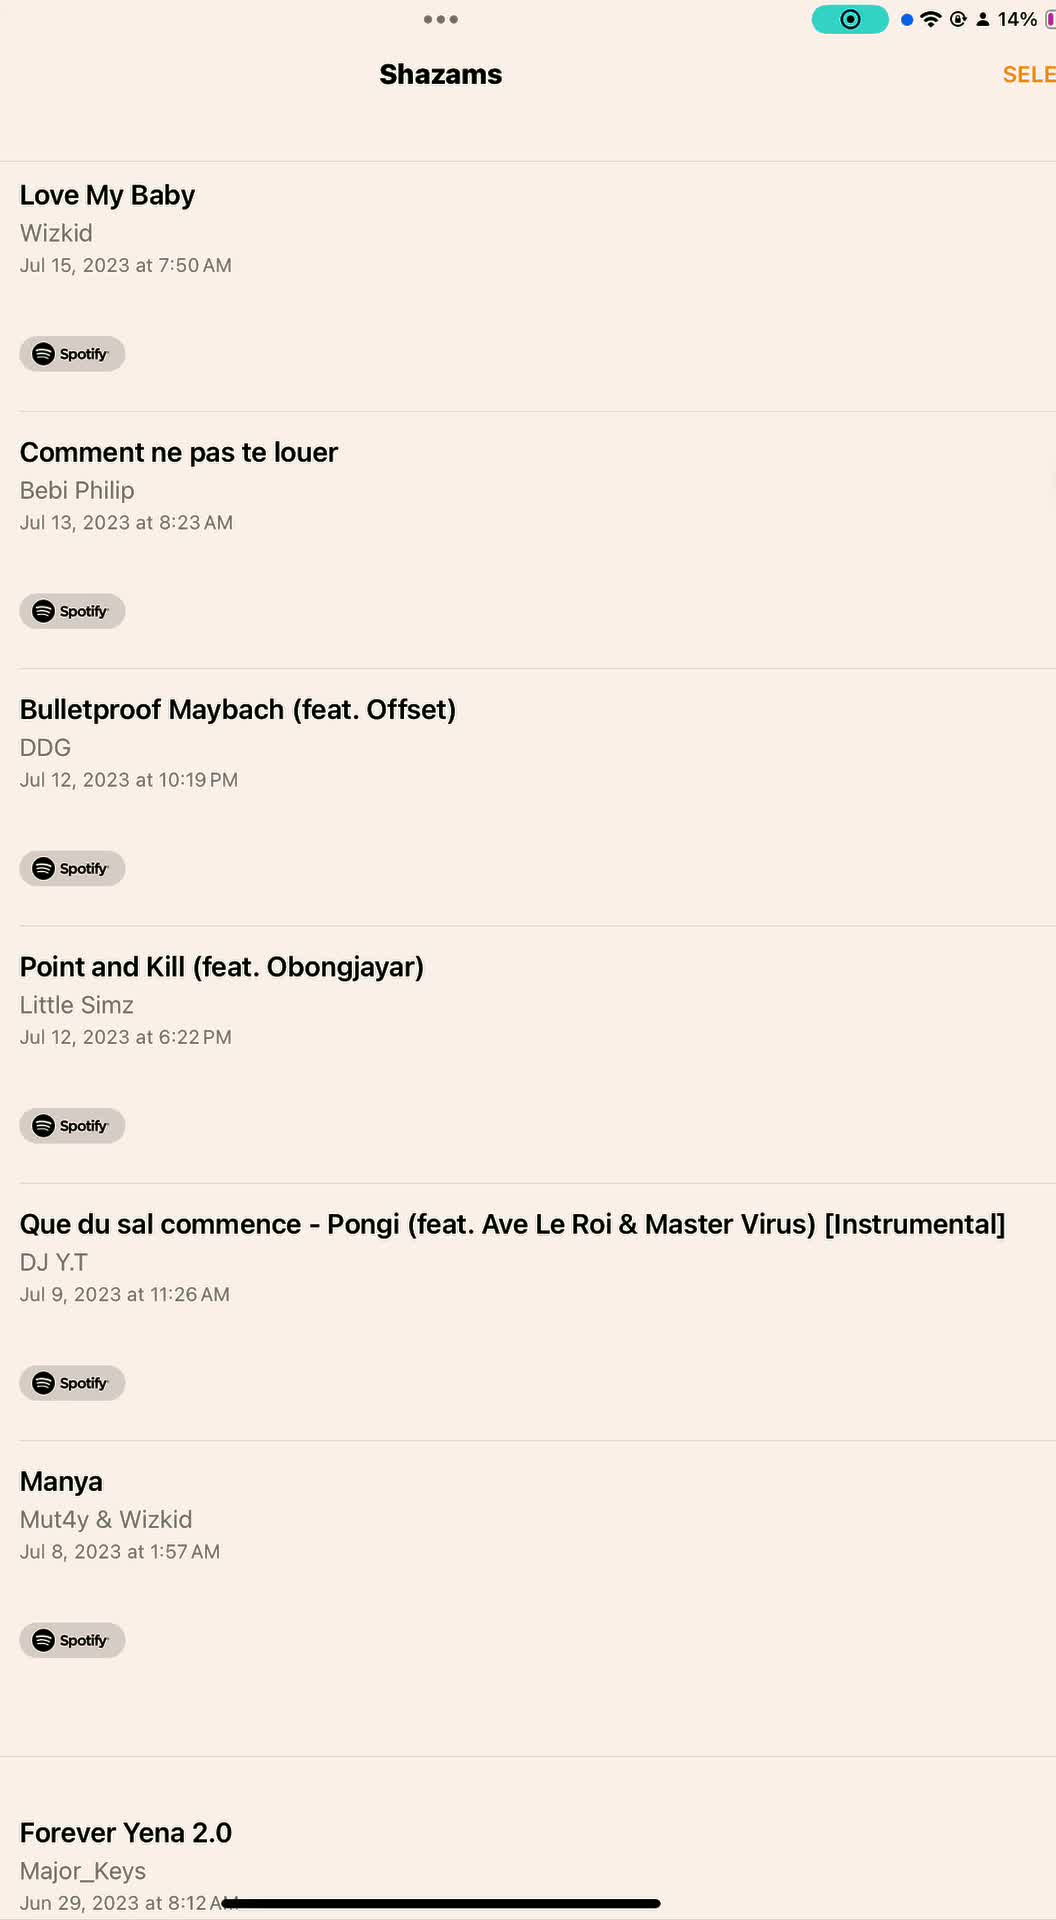 14%
Shazams
SELE
Love My Baby
Wizkid
Jul 15, 2023 at 7:50 AM
Spotify
Comment ne pas te louer
Bebi Philip
Jul 13, 2023 at 8:23 AM
Spotify
Bulletproof Maybach (feat. Offset)
DDG
Jul 12, 2023 at 10:19 PM
Spotify
Point and Kill (feat. Obongjayar)
Little Simz
Jul 12, 2023 at 6:22 PM
Spotify
Que du sal commence - Pongi (feat. Ave Le Roi & Master Virus) [Instrumental]
DJ Y.T
Jul 9, 2023 at 11:26 AM
Spotify
Manya
Mut4y & Wizkid
Jul 8, 2023 at 1:57 AM
Spotify
Forever Yena 2.0
Major_Keys
Jun 29, 2023 at 8:12 AM